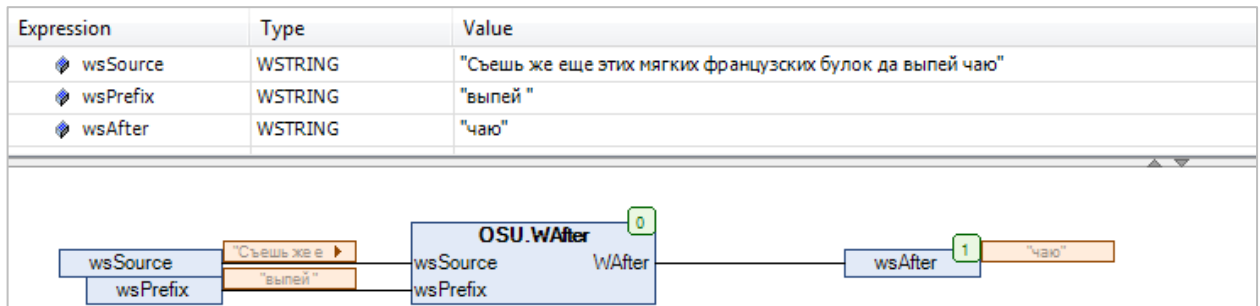 Expression Type Value
wsSource WSTRING "Съешь же еще этих мягких французских булок да выпей чаю"
wsPrefix WSTRING "выпей "
wsAfter WSTRING "чаю"
0
OSU.WAfter
"Съешь же е
wsSource wsSource WAfter wsAfter 1 "чаю"
"выпей"
wsPrefix wsPrefix